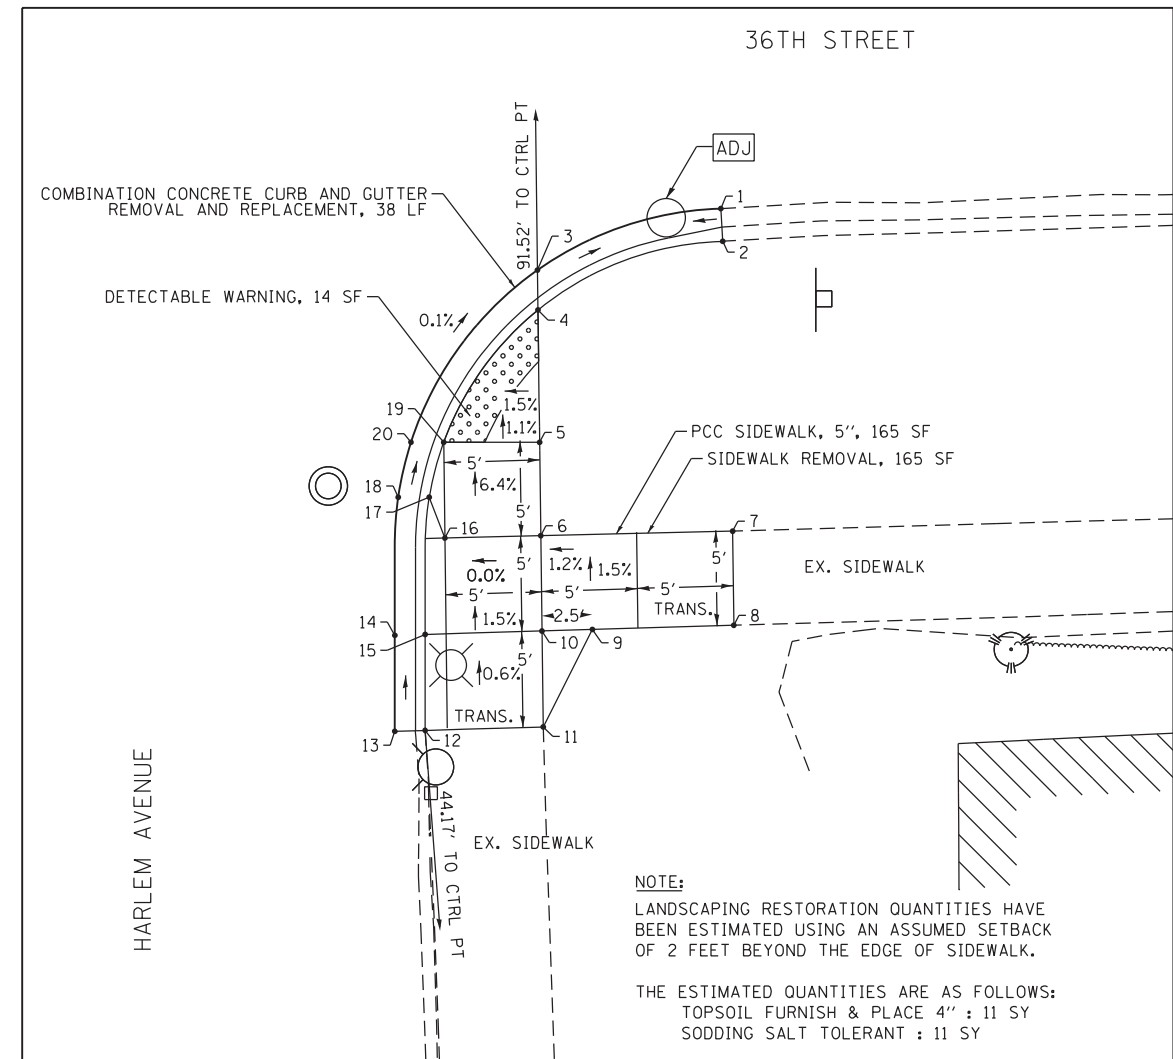 36TH STREET
91.52' TO CTRL PT
ADJ
COMBINATION CONCRETE CURB AND GUTTER
REMOVAL AND REPLACEMENT, 38 LF
1
2
3
DETECTABLE WARNING, 14 SF
4
0.1%
1.5%
1.1%
19
20
5
PCC SIDEWALK, 5", 165 SF
SIDEWALK REMOVAL, 165 SF
5'
6.4%
18
17
5'
16
6
7
5'
5'
1.2%
1.5%
EX. SIDEWALK
0.0%
5'
5'
5'
TRANS.
2.5'
1.5%
14
15
10
9
8
5'
0.6%
TRANS.
13
12
11
HARLEM AVENUE
44.17' TO CTRL PT
EX. SIDEWALK
NOTE:
LANDSCAPING RESTORATION QUANTITIES HAVE
BEEN ESTIMATED USING AN ASSUMED SETBACK
OF 2 FEET BEYOND THE EDGE OF SIDEWALK.
THE ESTIMATED QUANTITIES ARE AS FOLLOWS:
TOPSOIL FURNISH & PLACE 4'' : 11 SY
SODDING SALT TOLERANT : 11 SY